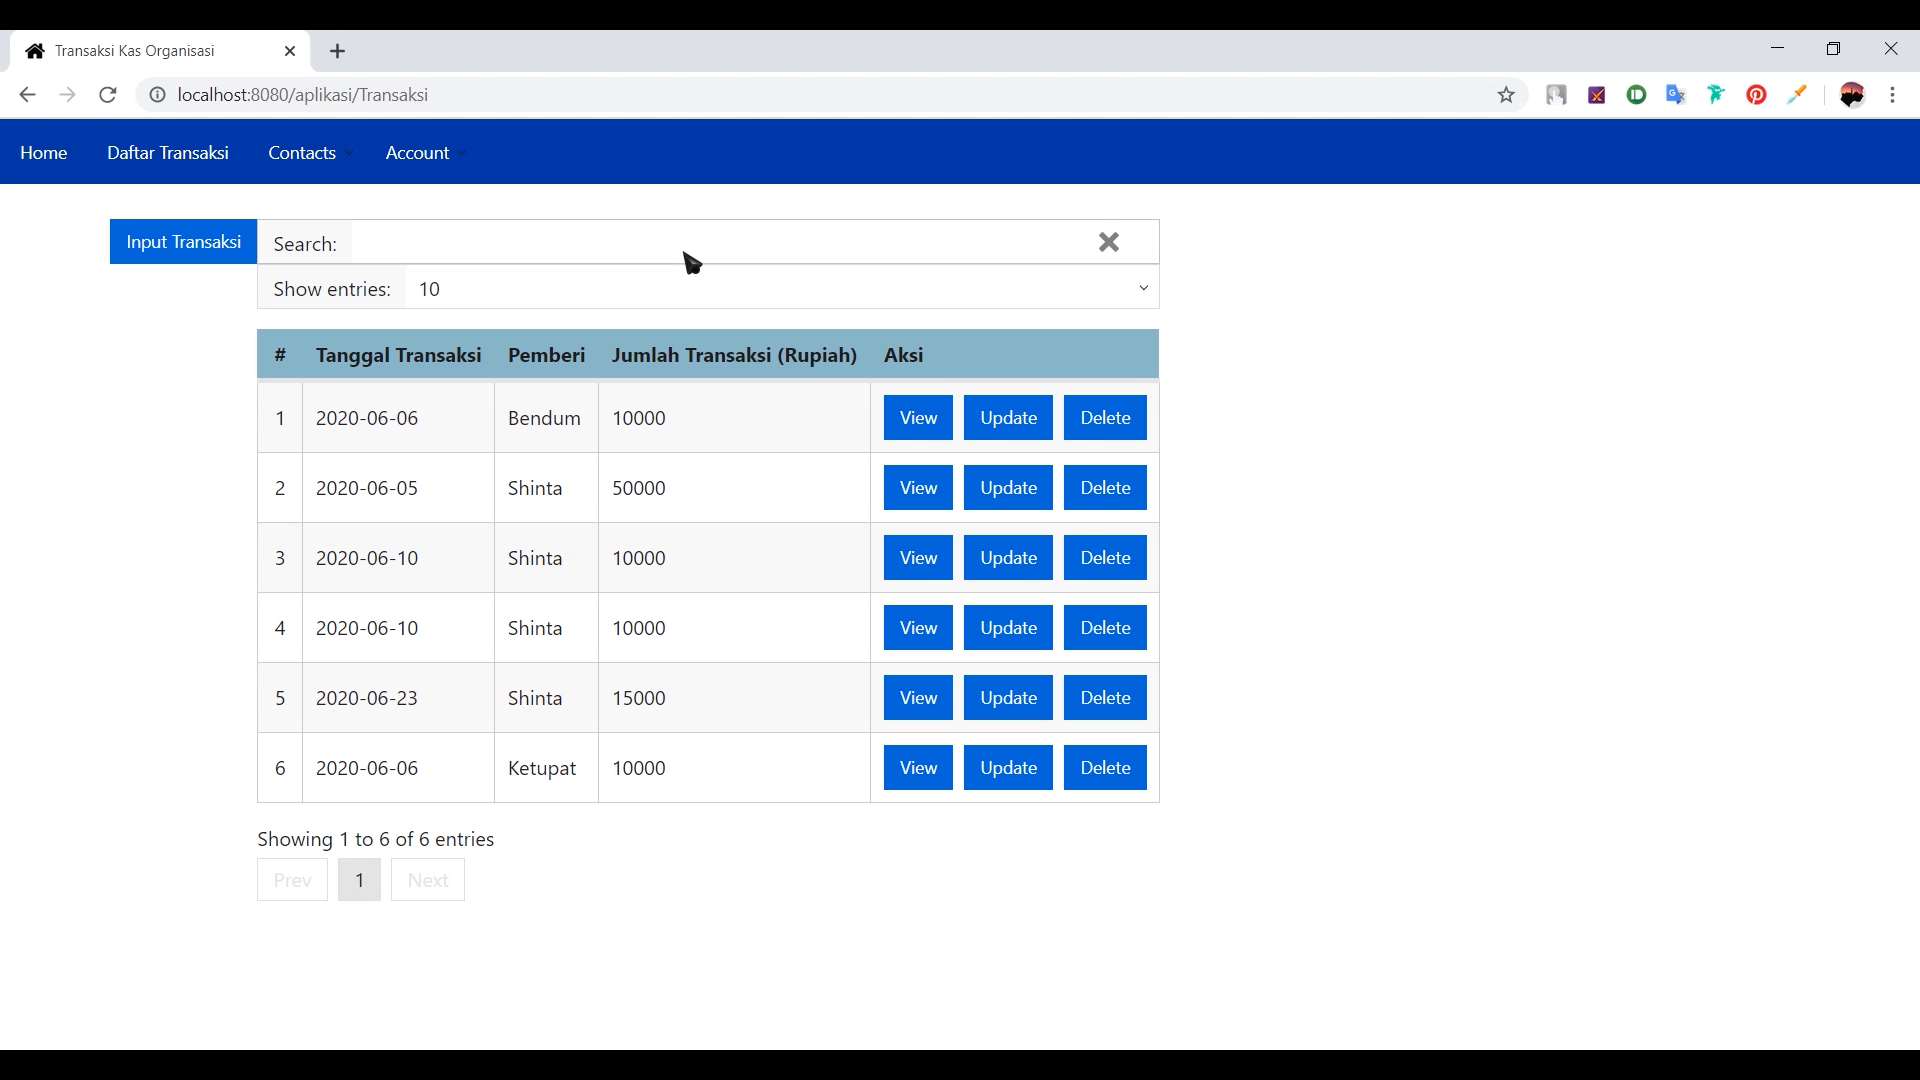 Transaksi Kas Organisasi
localhost:8080/aplikasi/Transaksi
Home Daftar Transaksi Contacts Account
Input Transaksi Search:
Show entries: 10
# Tanggal Transaksi Pemberi Jumlah Transaksi (Rupiah) Aksi
1 2020-06-06 Bendum 10000 View Update Delete
2 2020-06-05 Shinta 50000 View Update Delete
3 2020-06-10 Shinta 10000 View Update Delete
4 2020-06-10 Shinta 10000 View Update Delete
5 2020-06-23 Shinta 15000 View Update Delete
6 2020-06-06 Ketupat 10000 View Update Delete
Showing 1 to 6 of 6 entries
Prev 1 Next